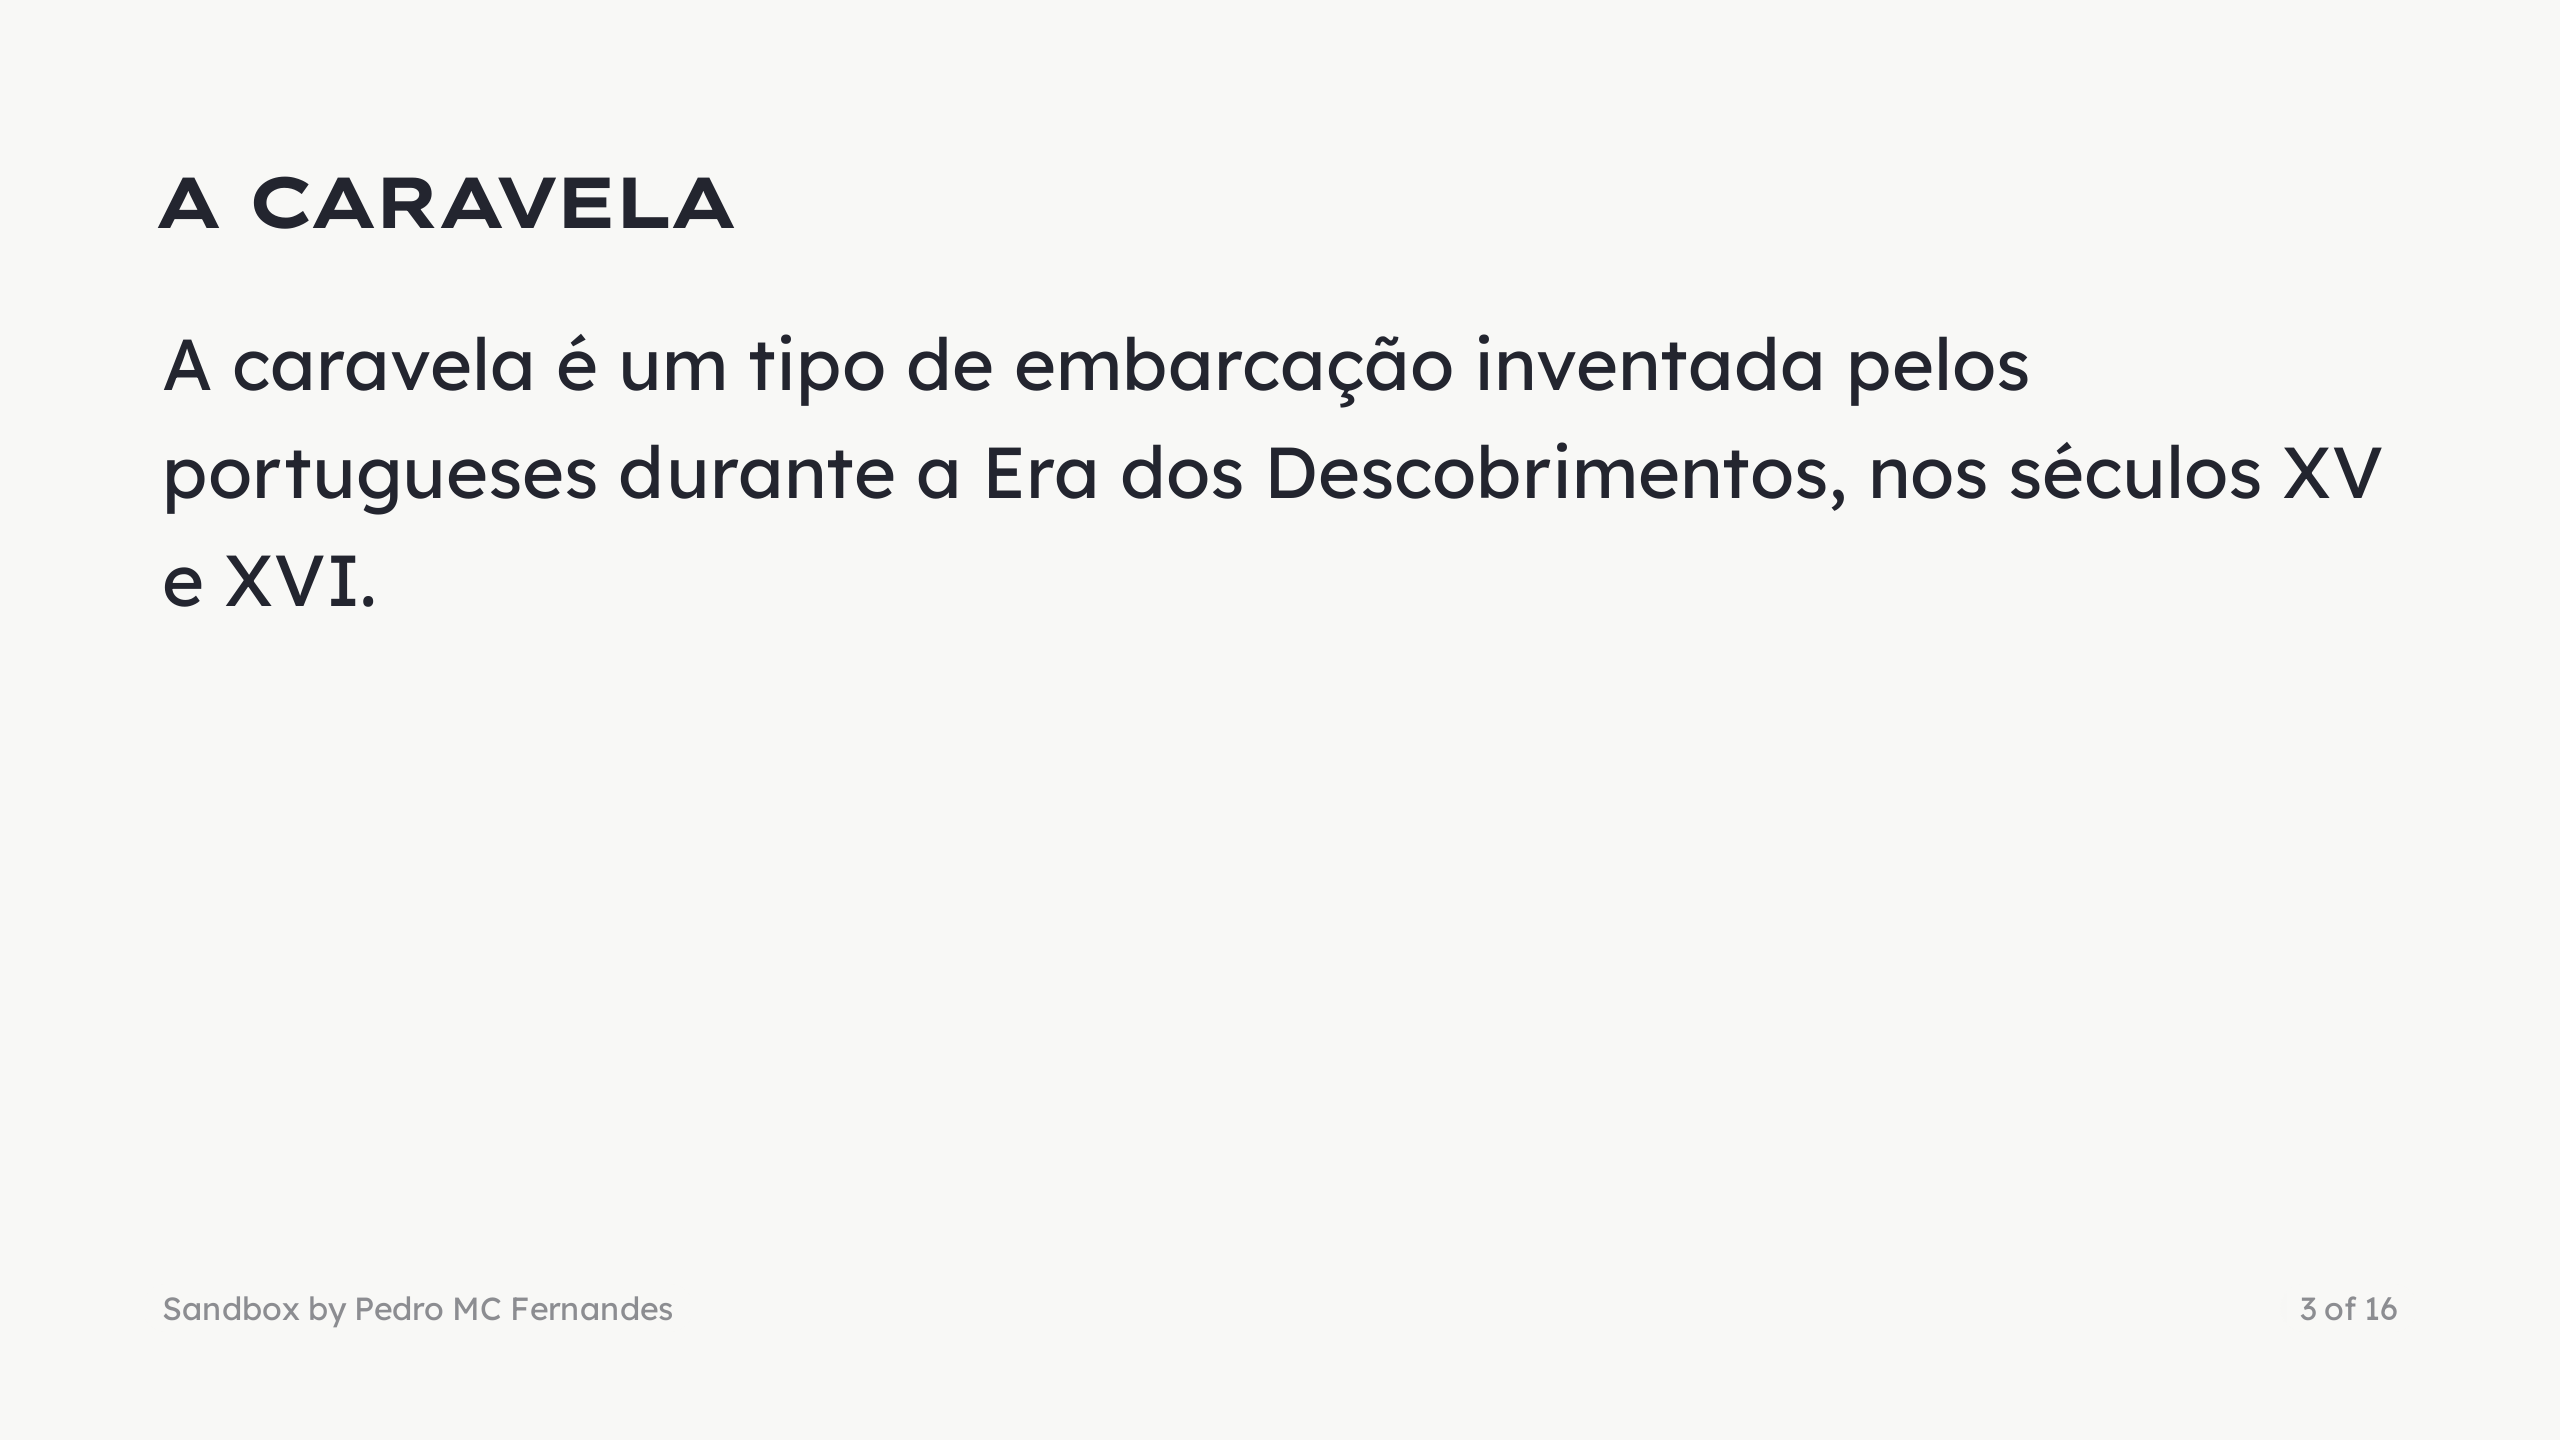 A CARAVELA
A caravela é um tipo de embarcação inventada pelos
portugueses durante a Era dos Descobrimentos, nos séculos XV
e XVI.
Sandbox by Pedro MC Fernandes
3 of 16